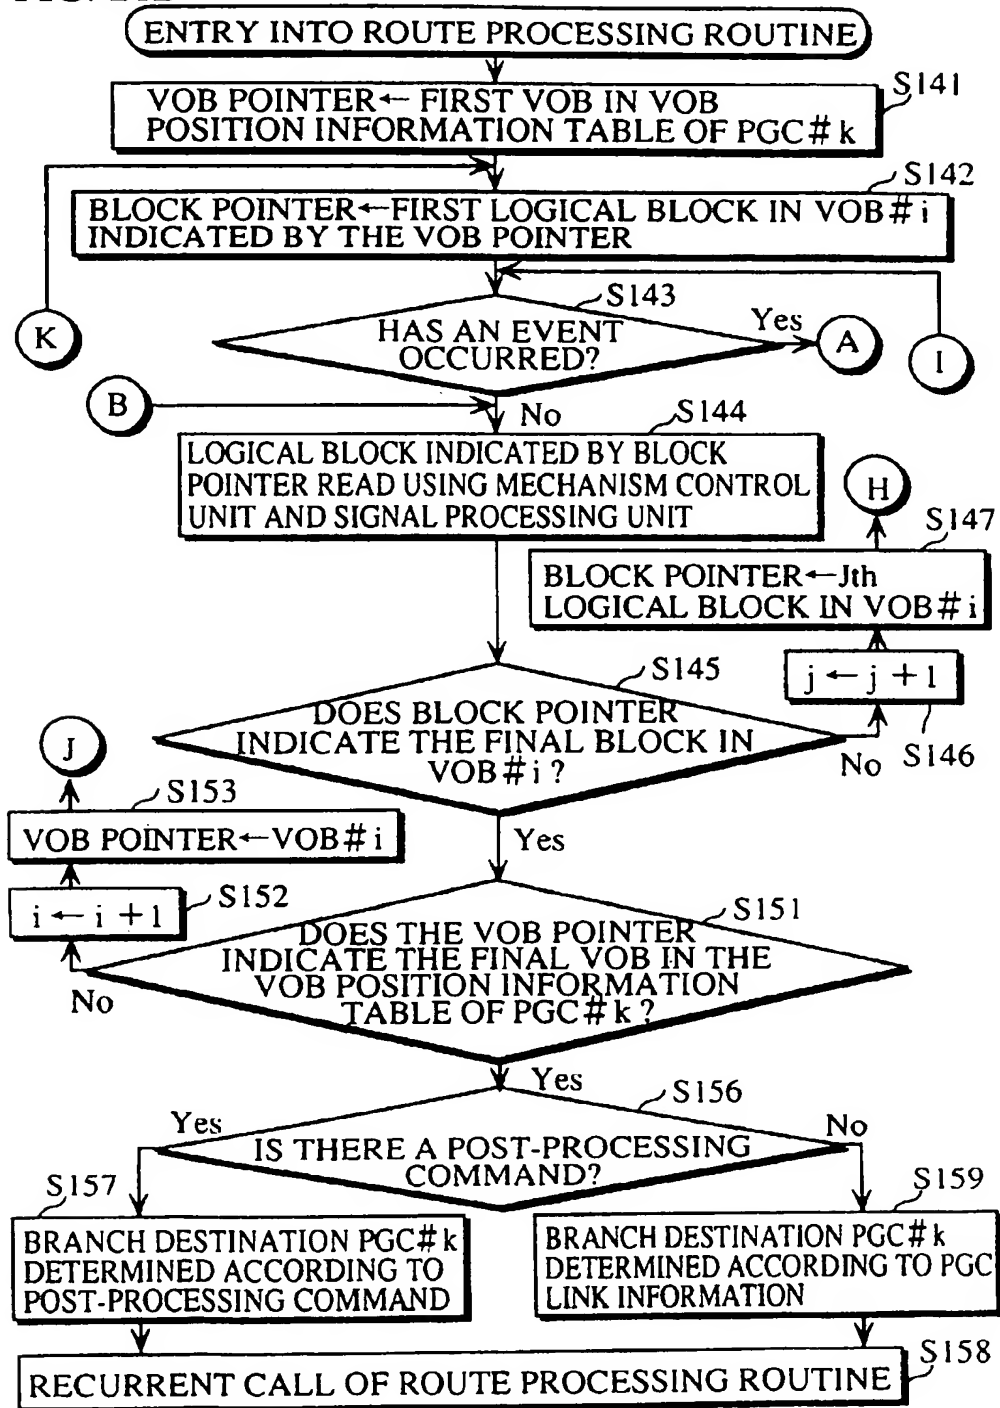 ENTRY INTO ROUTE PROCESSING ROUTINE
S141
VOB POINTER←FIRST VOB IN VOB
POSITION INFORMATION TABLE OF PGC#k
S142
BLOCK POINTER←FIRST LOGICAL BLOCK IN VOB#i
INDICATED BY THE VOB POINTER
S143
K
HAS AN EVENT
OCCURRED?
Yes
A
I
B
No
S144
LOGICAL BLOCK INDICATED BY BLOCK
POINTER READ USING MECHANISM CONTROL
UNIT AND SIGNAL PROCESSING UNIT
H
S147
BLOCK POINTER←Jth
LOGICAL BLOCK IN VOB#i
S145
j←j+1
DOES BLOCK POINTER
INDICATE THE FINAL BLOCK IN
VOB#i?
No
S146
J
S153
VOB POINTER←VOB#i
Yes
S152
i←i+1
S151
DOES THE VOB POINTER
INDICATE THE FINAL VOB IN THE
VOB POSITION INFORMATION
TABLE OF PGC#k?
No
Yes
S156
Yes
No
IS THERE A POST-PROCESSING
COMMAND?
S157
BRANCH DESTINATION PGC#k
DETERMINED ACCORDING TO
POST-PROCESSING COMMAND
S159
BRANCH DESTINATION PGC#k
DETERMINED ACCORDING TO PGC
LINK INFORMATION
S158
RECURRENT CALL OF ROUTE PROCESSING ROUTINE